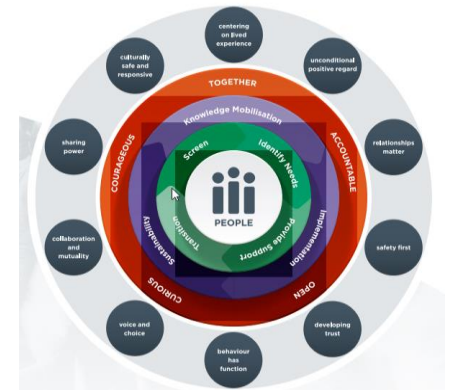 centering
on lived
experience
unconditional
positive regard
relationships
matter
safety first
developing
trust
behaviour
has
function
voice and
choice
collaboration
and
mutuality
sharing
power
culturally
safe and
responsive
TOGETHER
ACCOUNTABLE
OPEN
CURIOUS
COURAGEOUS
Knowledge Mobilisation
Implementation
Sustainability
Screen
Identify Needs
Provide Support
Transition
PEOPLE